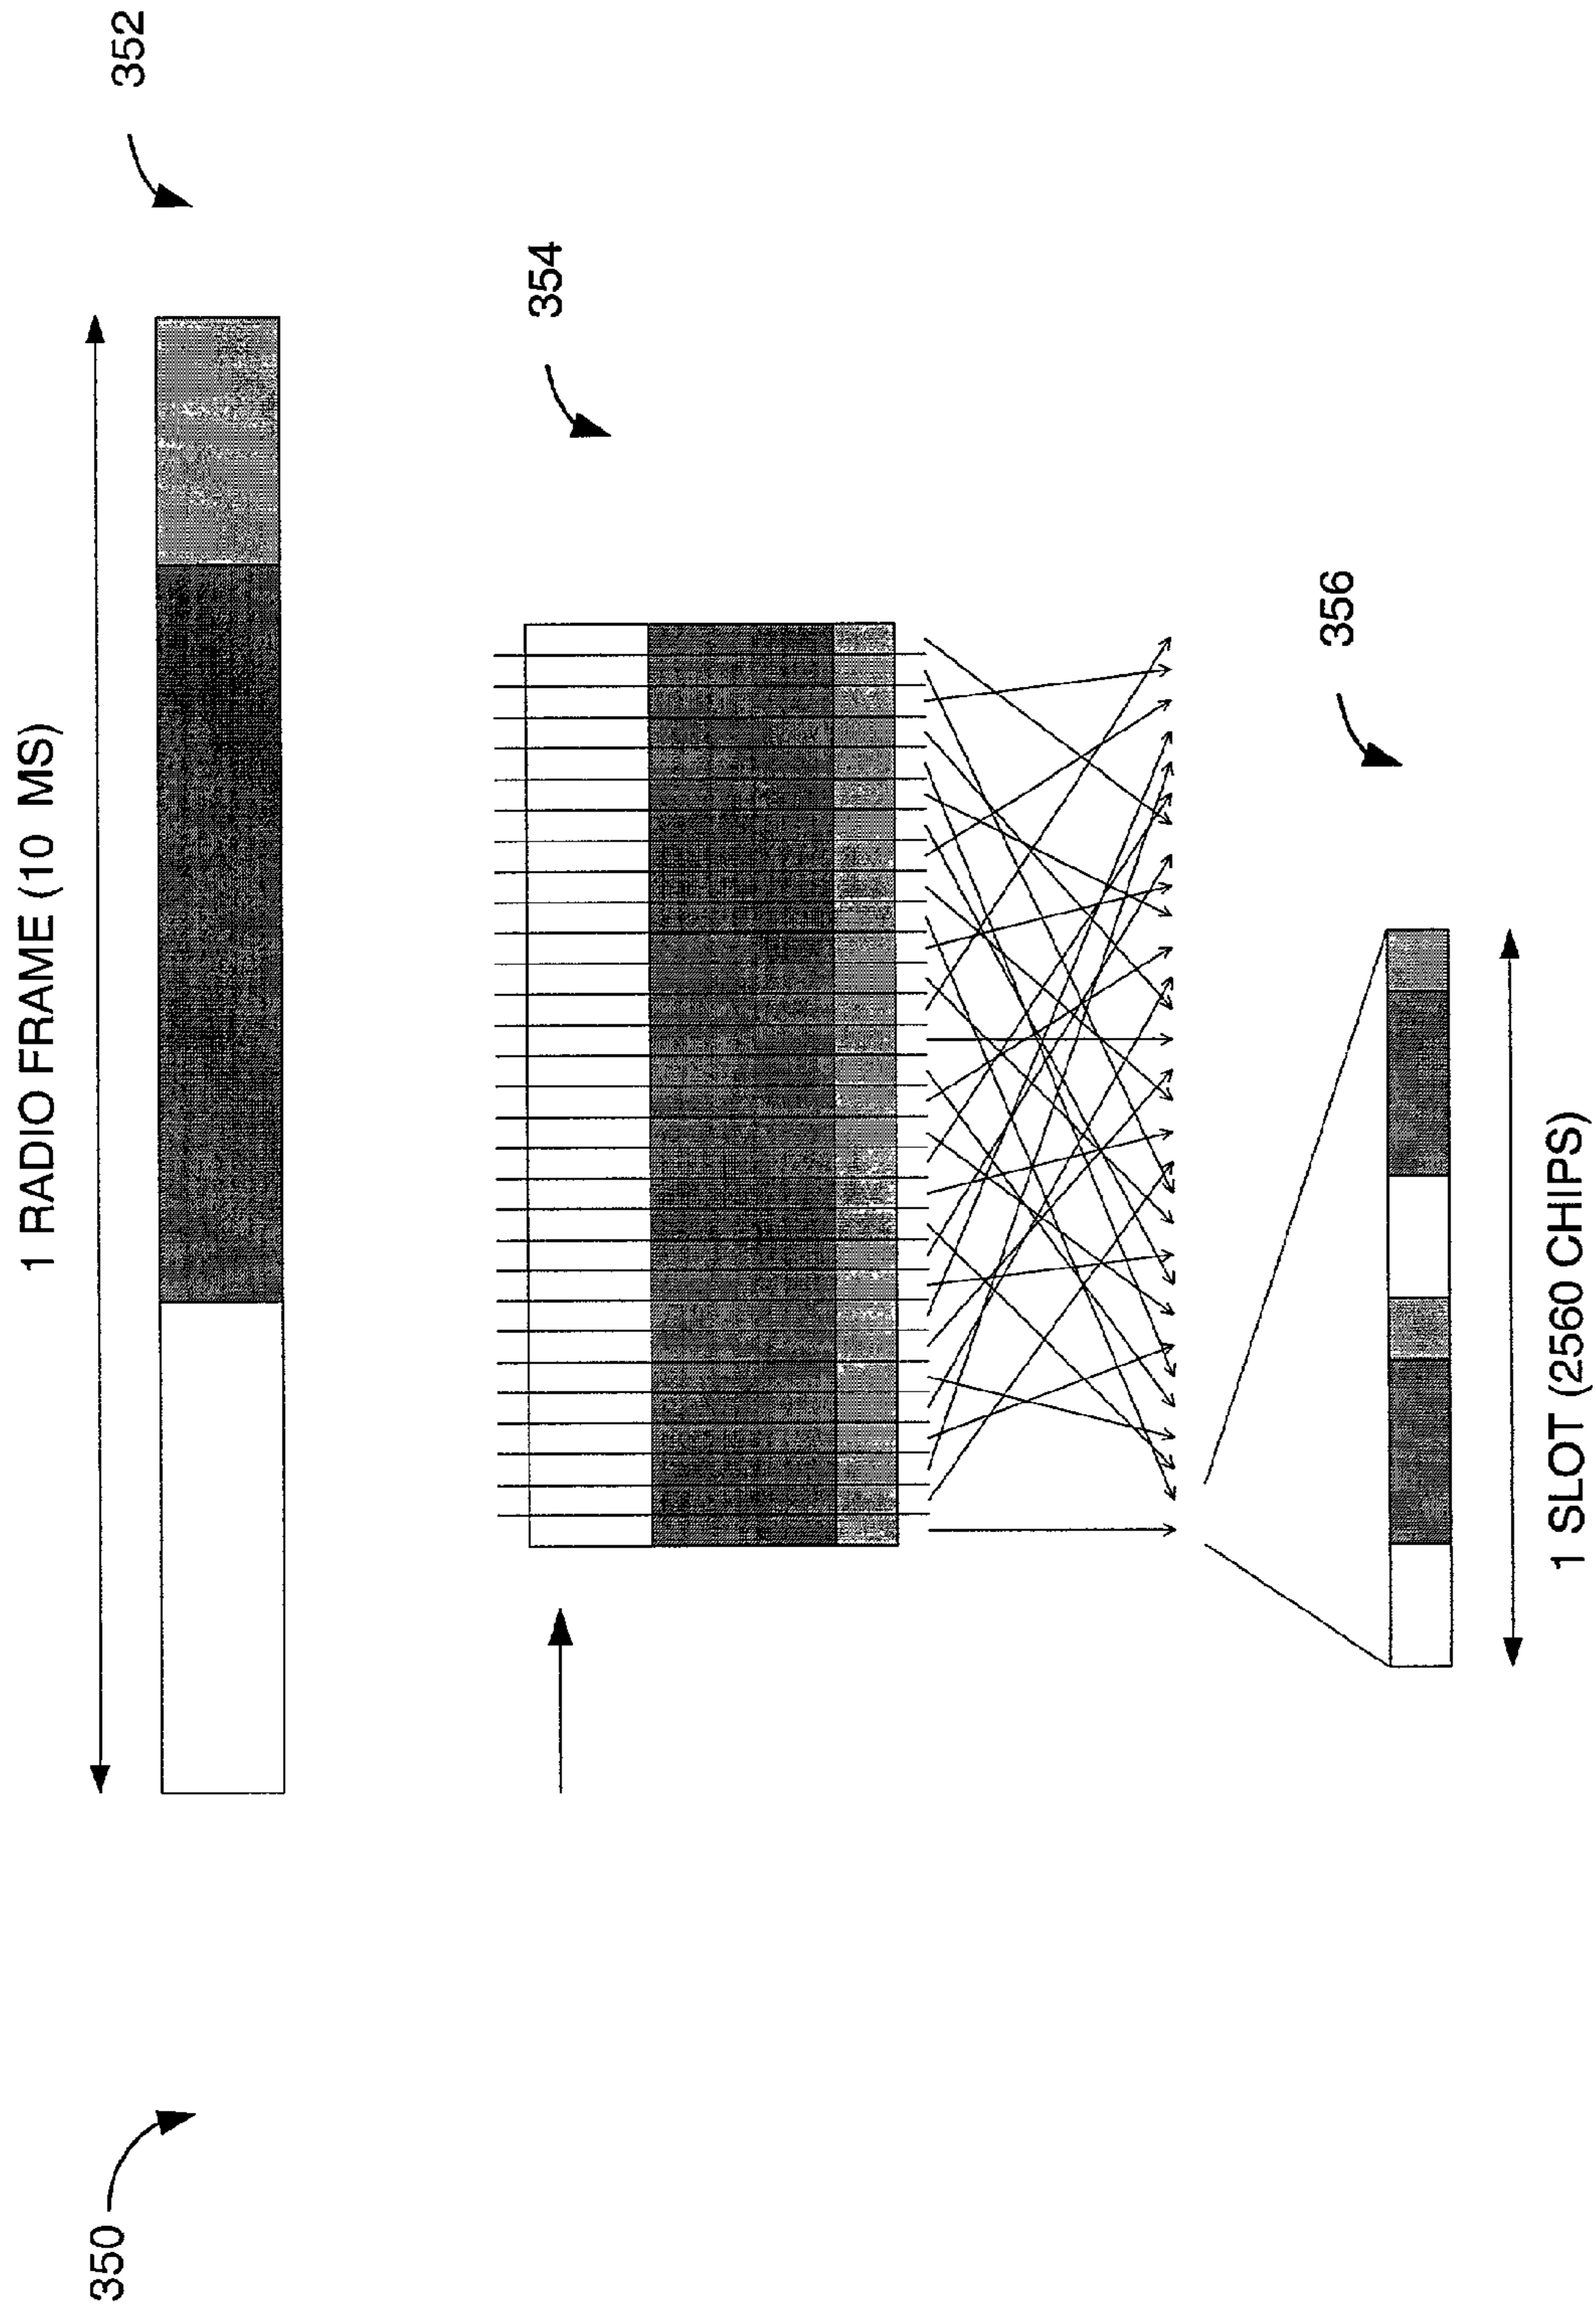 350
1 RADIO FRAME (10 MS)
352
354
356
1 SLOT (2560 CHIPS)